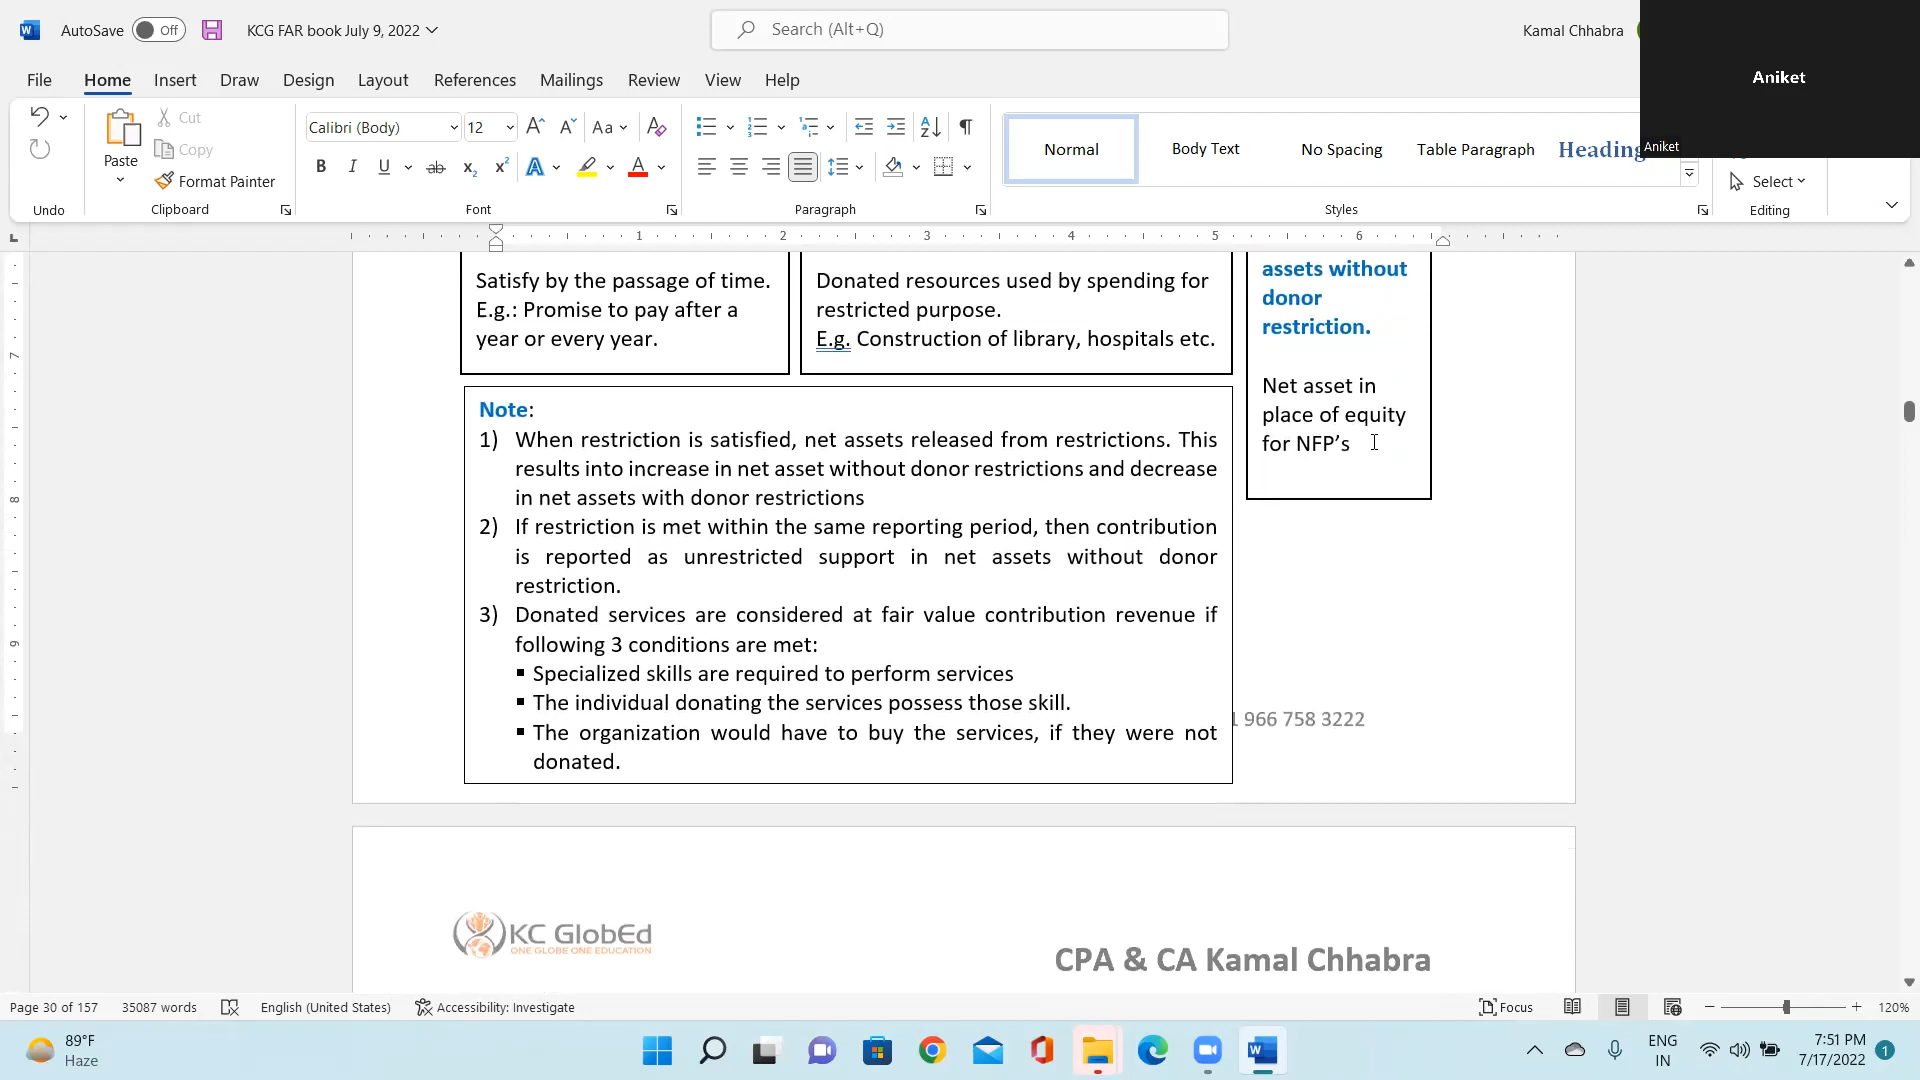 AutoSave Off KCG FAR book July 9, 2022 Search (Alt+Q) Kamal Chhabra
Aniket
Aniket
File Home Insert Draw Design Layout References Mailings Review View Help
Undo
Paste
Cut
Copy
Format Painter
Clipboard
Calibri (Body) 12
Font
Paragraph
Normal Body Text No Spacing Table Paragraph Heading
Styles
Select
Editing
1 2 3 4 5 6
7
8
9
Satisfy by the passage of time.
E.g.: Promise to pay after a
year or every year.
Donated resources used by spending for
restricted purpose.
E.g. Construction of library, hospitals etc.
assets without
donor
restriction.
Net asset in
place of equity
for NFP’s
Note:
1) When restriction is satisfied, net assets released from restrictions. This
results into increase in net asset without donor restrictions and decrease
in net assets with donor restrictions
2) If restriction is met within the same reporting period, then contribution
is reported as unrestricted support in net assets without donor
restriction.
3) Donated services are considered at fair value contribution revenue if
following 3 conditions are met:
▪ Specialized skills are required to perform services
▪ The individual donating the services possess those skill.
▪ The organization would have to buy the services, if they were not
donated.
1 966 758 3222
KC GlobEd
ONE GLOBE ONE EDUCATION
CPA & CA Kamal Chhabra
Page 30 of 157 35087 words English (United States) Accessibility: Investigate Focus 120%
89°F
Haze
ENG
IN
7:51 PM
7/17/2022
1